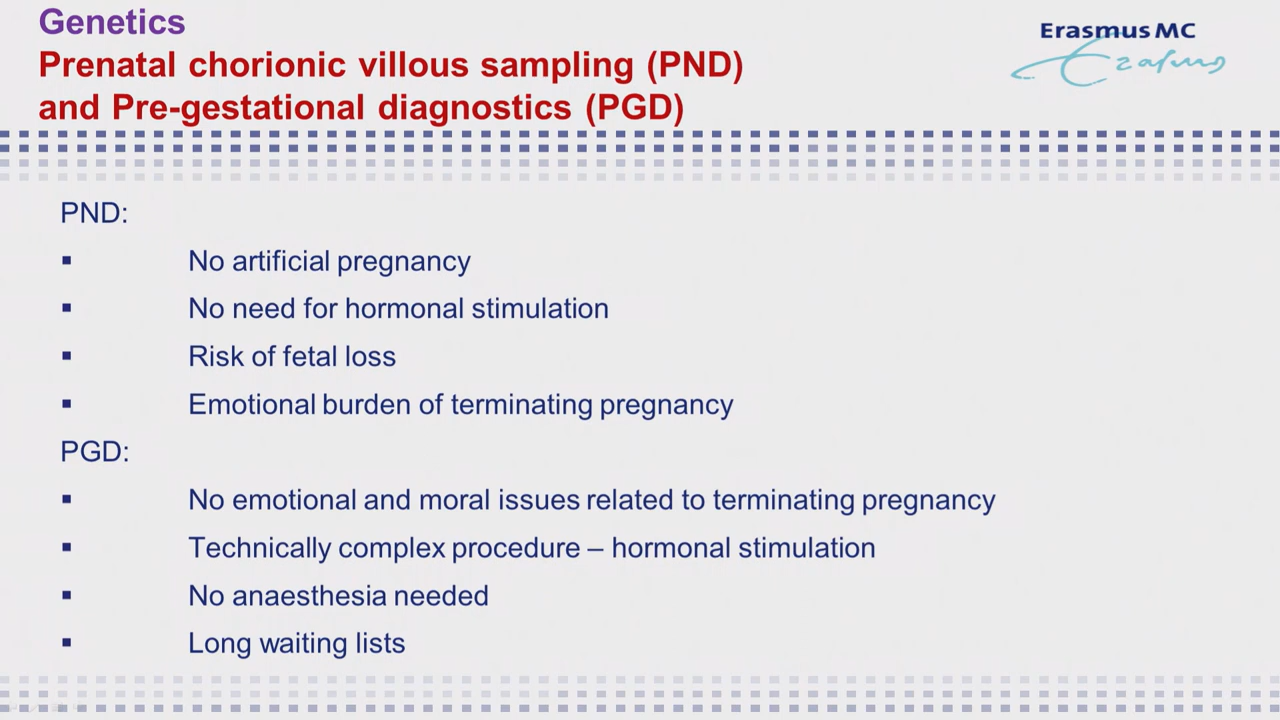 Genetics
Prenatal chorionic villous sampling (PND)
and Pre-gestational diagnostics (PGD)
Erasmus MC
Erasmus
PND:
▪ No artificial pregnancy
▪ No need for hormonal stimulation
▪ Risk of fetal loss
▪ Emotional burden of terminating pregnancy
PGD:
▪ No emotional and moral issues related to terminating pregnancy
▪ Technically complex procedure – hormonal stimulation
▪ No anaesthesia needed
▪ Long waiting lists